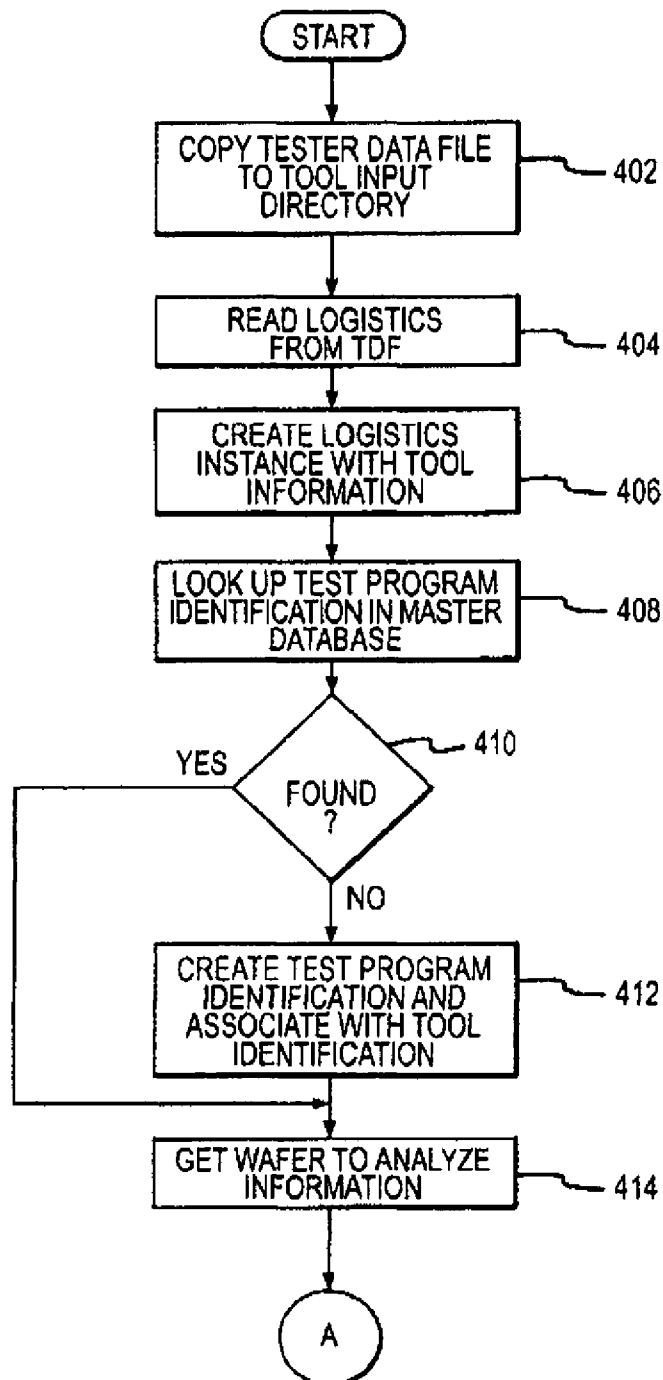 START
COPY TESTER DATA FILE
TO TOOL INPUT
DIRECTORY
402
READ LOGISTICS
FROM TDF
404
CREATE LOGISTICS
INSTANCE WITH TOOL
INFORMATION
406
LOOK UP TEST PROGRAM
IDENTIFICATION IN MASTER
DATABASE
408
410
YES
FOUND
?
NO
CREATE TEST PROGRAM
IDENTIFICATION AND
ASSOCIATE WITH TOOL
IDENTIFICATION
412
GET WAFER TO ANALYZE
INFORMATION
414
A